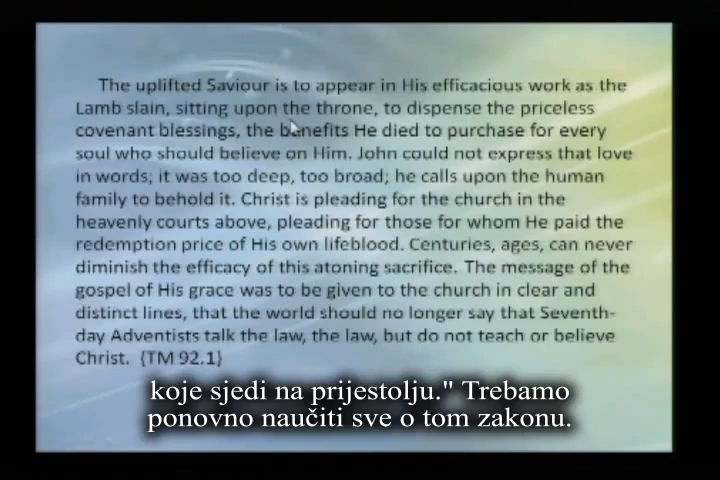 The uplifted Saviour is to appear in His efficacious work as the
Lamb slain, sitting upon the throne, to dispense the priceless
covenant blessings, the benefits He died to purchase for every
soul who should believe on Him. John could not express that love
in words; it was too deep, too broad; he calls upon the human
family to behold it. Christ is pleading for the church in the
heavenly courts above, pleading for those for whom He paid the
redemption price of His own lifeblood. Centuries, ages, can never
diminish the efficacy of this atoning sacrifice. The message of the
gospel of His grace was to be given to the church in clear and
distinct lines, that the world should no longer say that Seventh-
day Adventists talk the law, the law, but do not teach or believe
Christ. {TM 92.1}
koje sjedi na prijestolju." Trebamo
ponovno naučiti sve o tom zakonu.